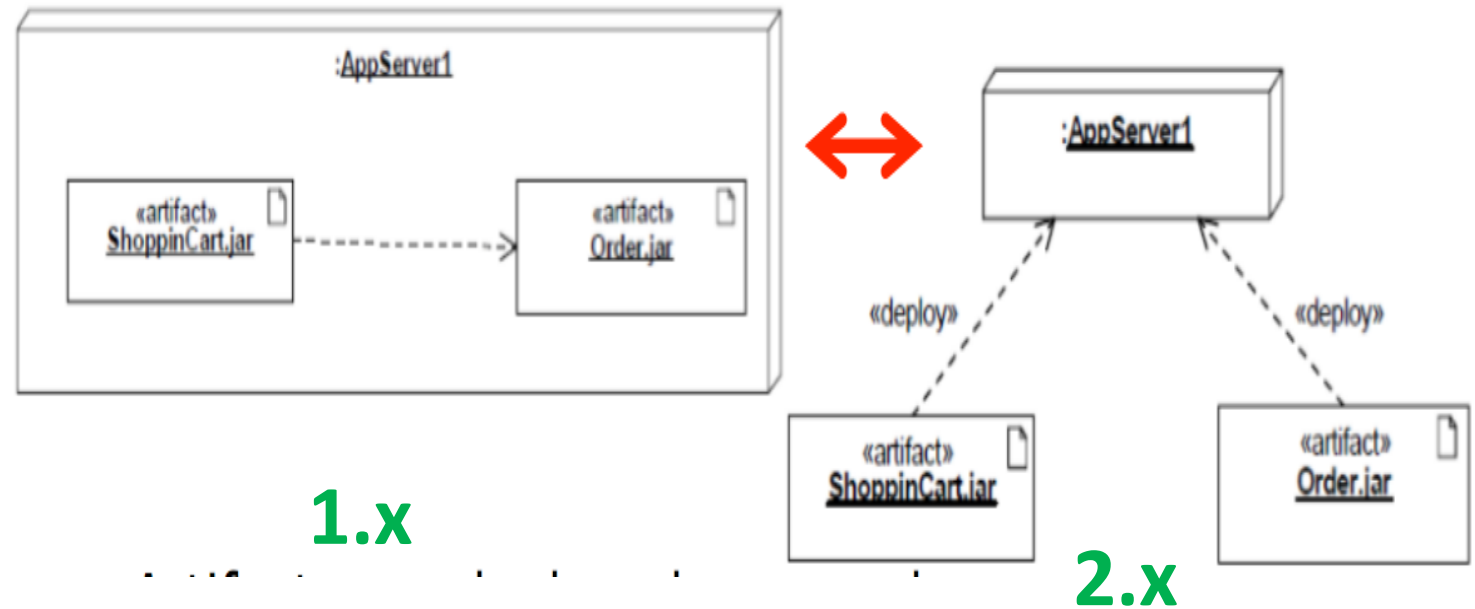 :AppServer1
«artifact»
ShoppinCart.jar
«artifact»
Order.jar
1.x
:AppServer1
«deploy»
«deploy»
«artifact»
ShoppinCart.jar
«artifact»
Order.jar
2.x